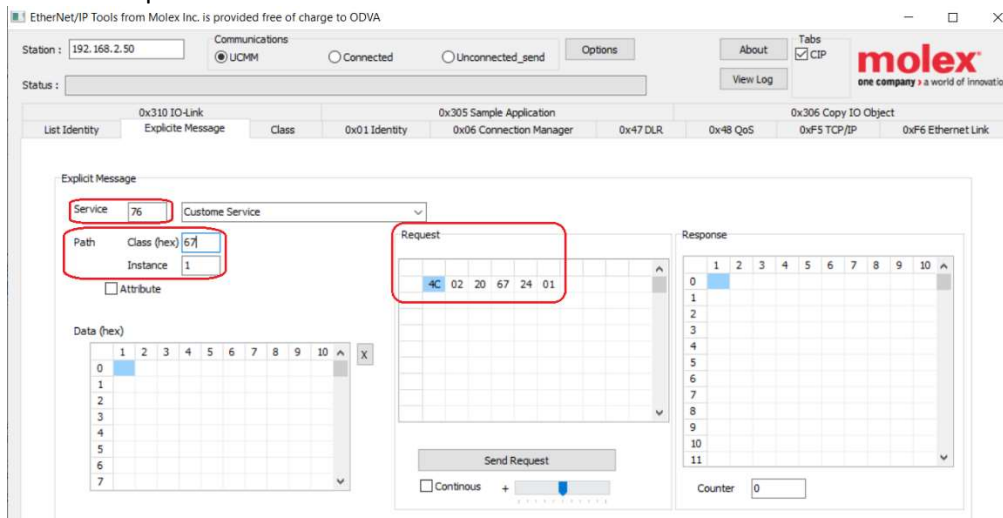 EtherNet/IP Tools from Molex Inc. is provided free of charge to ODVA
Station : 192.168.2.50
Communications
UCMM Connected Unconnected_send
Options
About
View Log
Tabs
CIP
molex
one company > a world of innovatio
Status :
0x310 IO-Link 0x305 Sample Application 0x306 Copy IO Object
List Identity Explicite Message Class 0x01 Identity 0x06 Connection Manager 0x47 DLR 0x48 QoS 0xF5 TCP/IP 0xF6 Ethernet Link
Explicit Message
Service 76 Custome Service
Path Class (hex) 67
Instance 1
Attribute
Data (hex)
1 2 3 4 5 6 7 8 9 10 X
0
1
2
3
4
5
6
7
Request
4C 02 20 67 24 01
Send Request
Continous +
Response
1 2 3 4 5 6 7 8 9 10
0
1
2
3
4
5
6
7
8
9
10
11
Counter 0